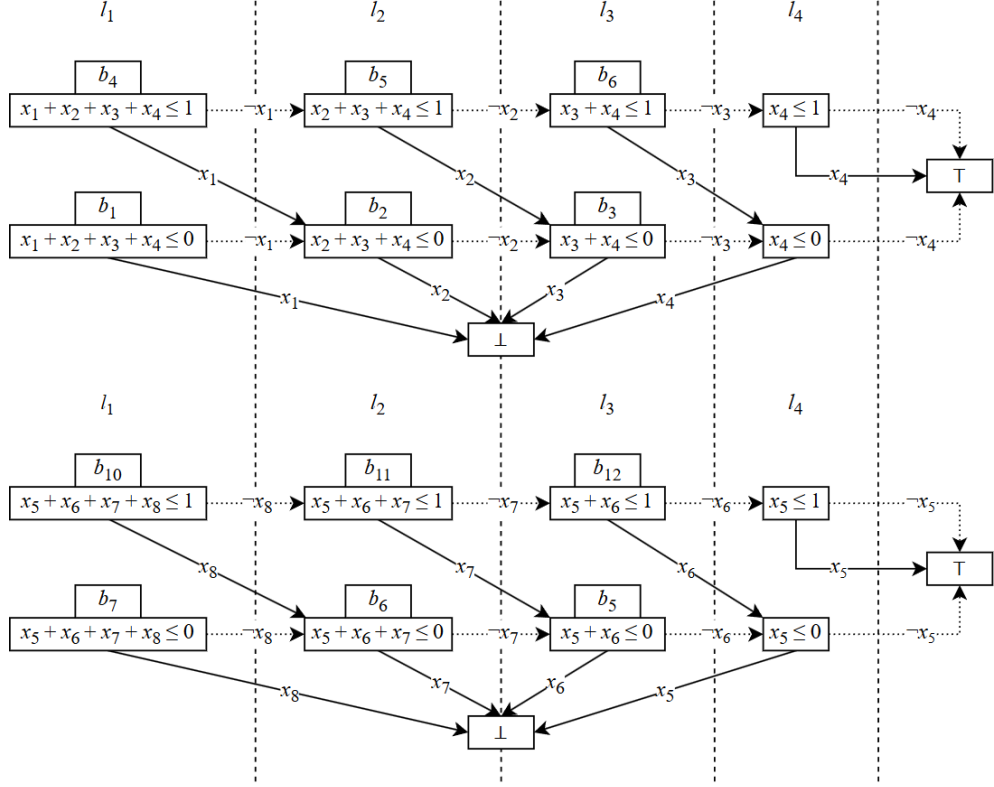 l₁ l₂ l₃ l₄
b₄ b₅ b₆
x₁ + x₂ + x₃ + x₄ ≤ 1 ¬x₁ x₂ + x₃ + x₄ ≤ 1 ¬x₂ x₃ + x₄ ≤ 1 ¬x₃ x₄ ≤ 1 ¬x₄
x₁ x₂ x₃ x₄ ⊤
b₁ b₂ b₃
x₁ + x₂ + x₃ + x₄ ≤ 0 ¬x₁ x₂ + x₃ + x₄ ≤ 0 ¬x₂ x₃ + x₄ ≤ 0 ¬x₃ x₄ ≤ 0 ¬x₄
x₁ x₂ x₃ x₄
⊥
l₁ l₂ l₃ l₄
b₁₀ b₁₁ b₁₂
x₅ + x₆ + x₇ + x₈ ≤ 1 ¬x₈ x₅ + x₆ + x₇ ≤ 1 ¬x₇ x₅ + x₆ ≤ 1 ¬x₆ x₅ ≤ 1 ¬x₅
x₈ x₇ x₆ x₅ ⊤
b₇ b₆ b₅
x₅ + x₆ + x₇ + x₈ ≤ 0 ¬x₈ x₅ + x₆ + x₇ ≤ 0 ¬x₇ x₅ + x₆ ≤ 0 ¬x₆ x₅ ≤ 0 ¬x₅
x₈ x₇ x₆ x₅
⊥